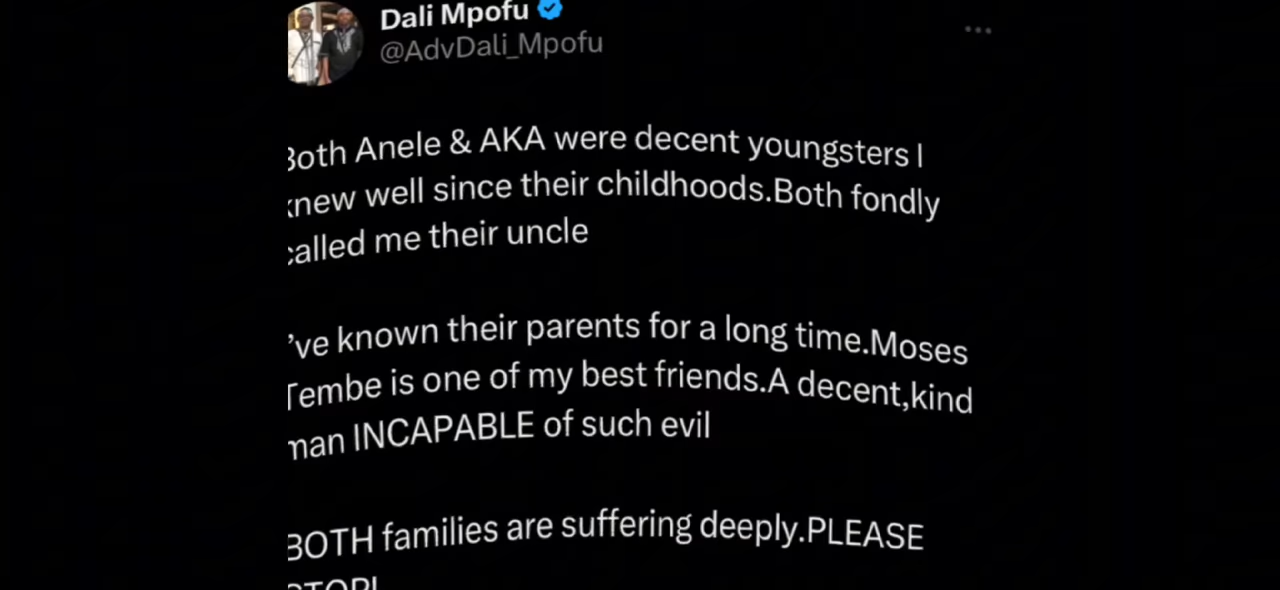 Dali Mpofu
@AdvDali_Mpofu
Both Anele & AKA were decent youngsters I
knew well since their childhoods.Both fondly
called me their uncle
’ve known their parents for a long time.Moses
Tembe is one of my best friends.A decent,kind
man INCAPABLE of such evil
BOTH families are suffering deeply.PLEASE
STOP!